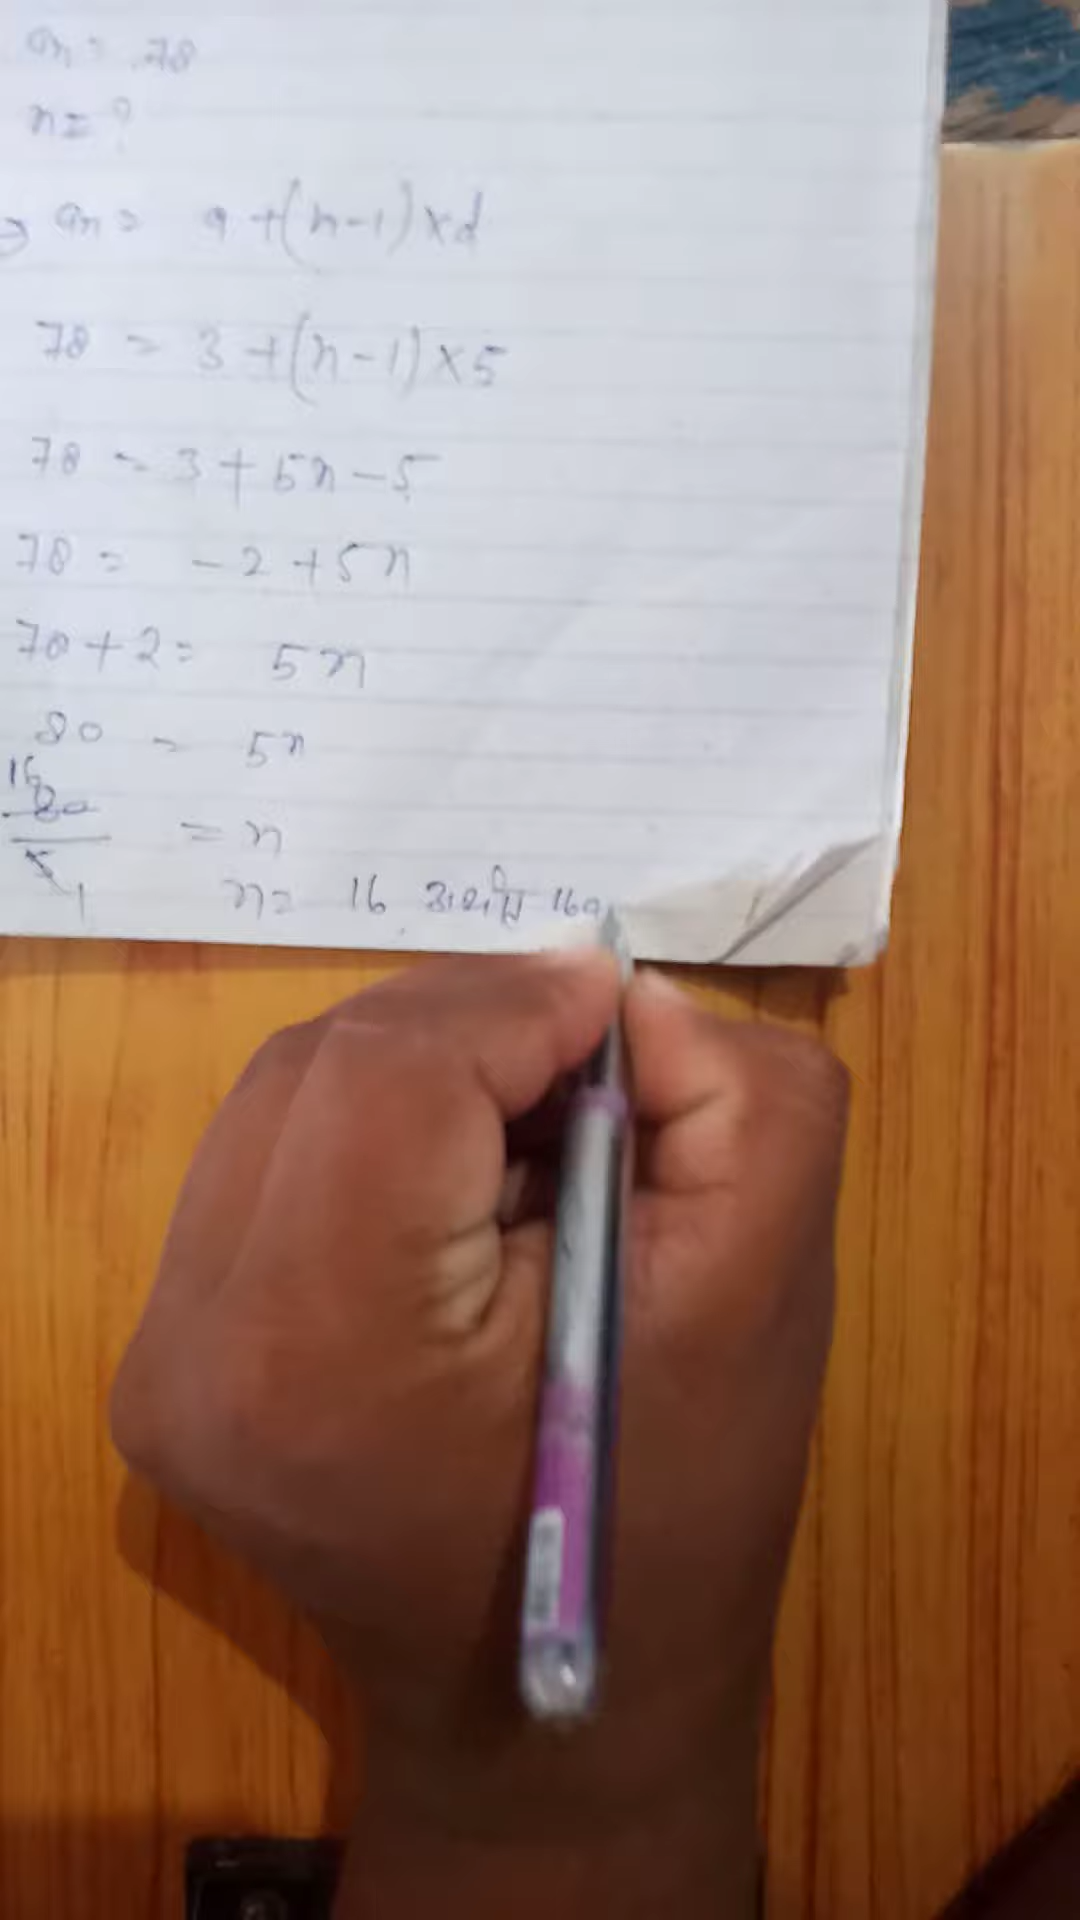 an = 78
n = ?
⇒ an = a + (n-1) × d
78 = 3 + (n-1) × 5
78 = 3 + 5n - 5
78 = -2 + 5n
78 + 2 = 5n
80 = 5n
16
80
5 1 = n
n = 16 अर्थात 16वा